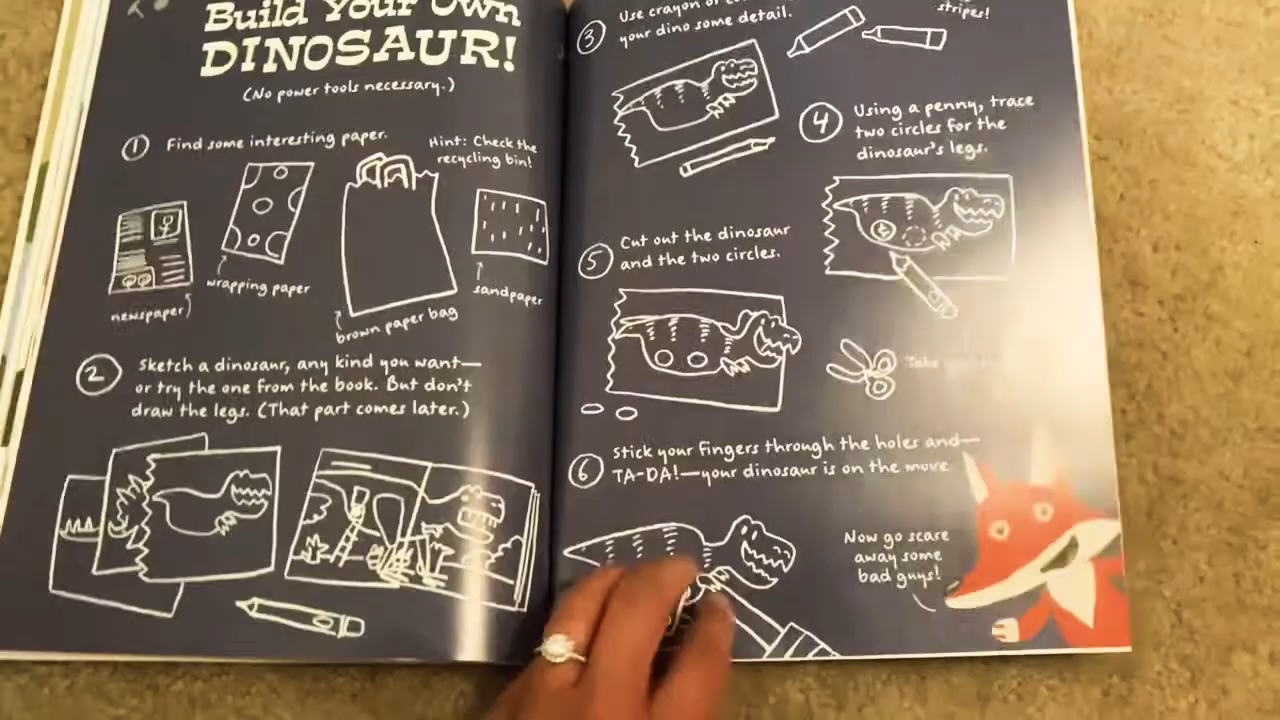 Build Your Own
DINOSAUR!
(No power tools necessary.)
1 Find some interesting paper.
Hint: Check the
recycling bin!
newspaper
wrapping paper
brown paper bag
sandpaper
2 Sketch a dinosaur, any kind you want—
or try the one from the book. But don't
draw the legs. (That part comes later.)
3 Use crayon or
your dino some detail.
stripes!
4 Using a penny, trace
two circles for the
dinosaur's legs.
5 Cut out the dinosaur
and the two circles.
Take
6 Stick your fingers through the holes and—
TA-DA!—your dinosaur is on the move
Now go scare
away some
bad guys!